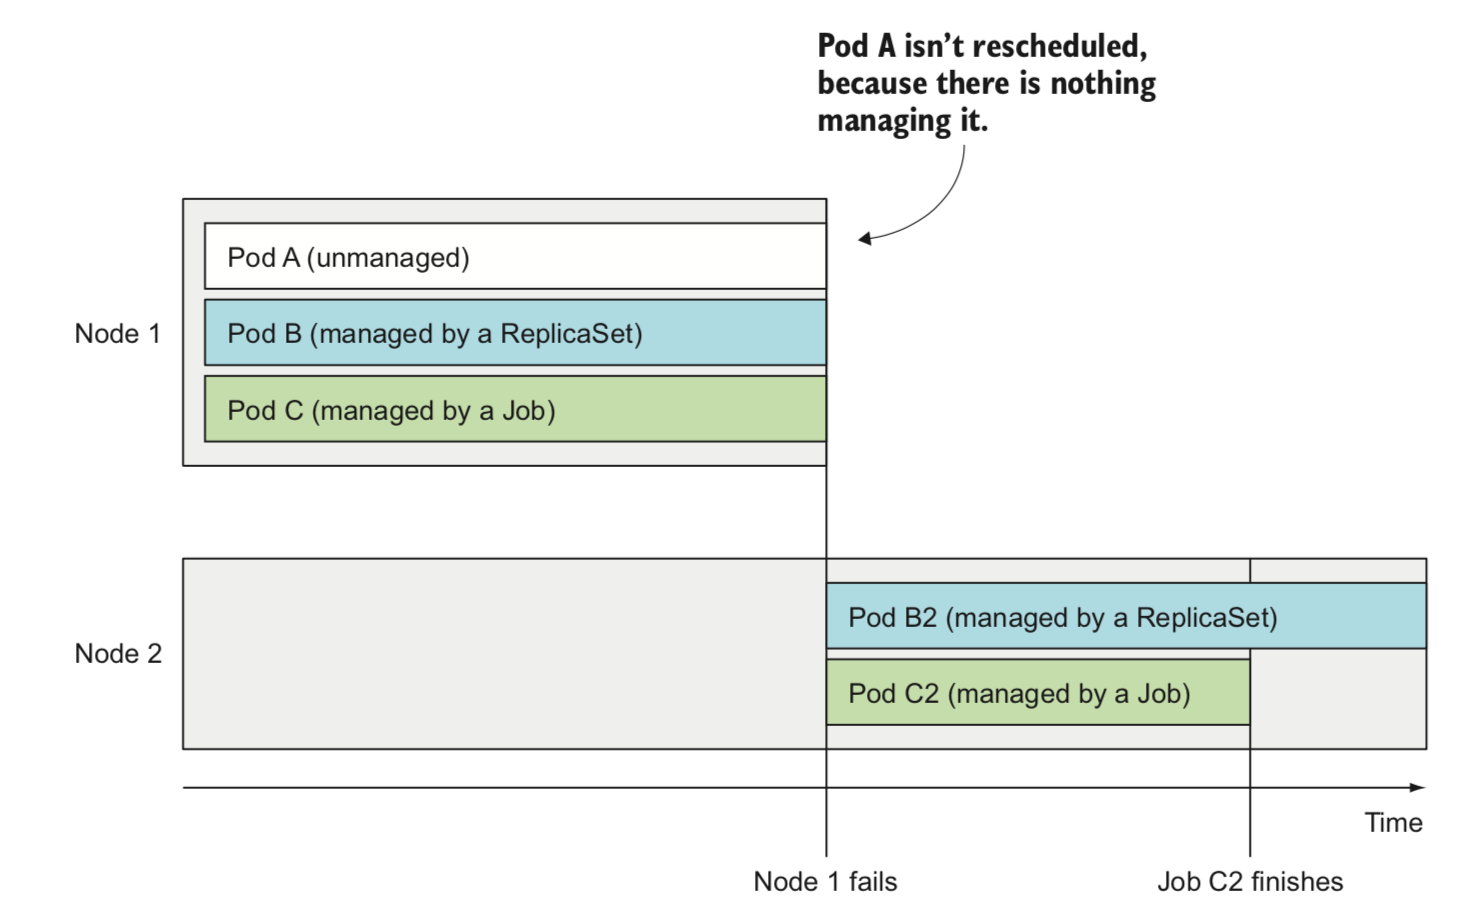 Pod A isn’t rescheduled,
because there is nothing
managing it.
Node 1
Pod A (unmanaged)
Pod B (managed by a ReplicaSet)
Pod C (managed by a Job)
Node 2
Pod B2 (managed by a ReplicaSet)
Pod C2 (managed by a Job)
Time
Node 1 fails
Job C2 finishes